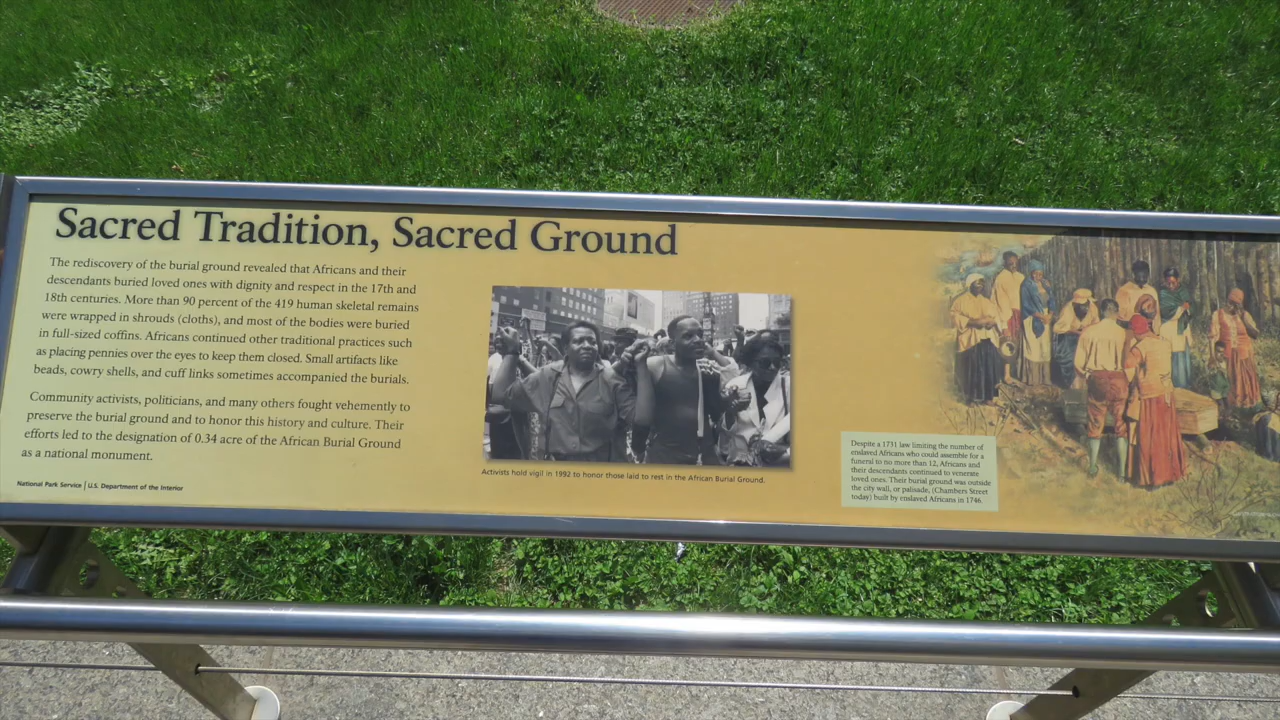 Sacred Tradition, Sacred Ground
The rediscovery of the burial ground revealed that Africans and their
descendants buried loved ones with dignity and respect in the 17th and
18th centuries. More than 90 percent of the 419 human skeletal remains
were wrapped in shrouds (cloths), and most of the bodies were buried
in full-sized coffins. Africans continued other traditional practices such
as placing pennies over the eyes to keep them closed. Small artifacts like
beads, cowry shells, and cuff links sometimes accompanied the burials.
Community activists, politicians, and many others fought vehemently to
preserve the burial ground and to honor this history and culture. Their
efforts led to the designation of 0.34 acre of the African Burial Ground
as a national monument.
National Park Service | U.S. Department of the Interior
Activists hold vigil in 1992 to honor those laid to rest in the African Burial Ground.
Despite a 1731 law limiting the number of
enslaved Africans who could assemble for a
funeral to no more than 12, Africans and
their descendants continued to venerate
loved ones. Their burial ground was outside
the city wall, or palisade, (Chambers Street
today) built by enslaved Africans in 1746.